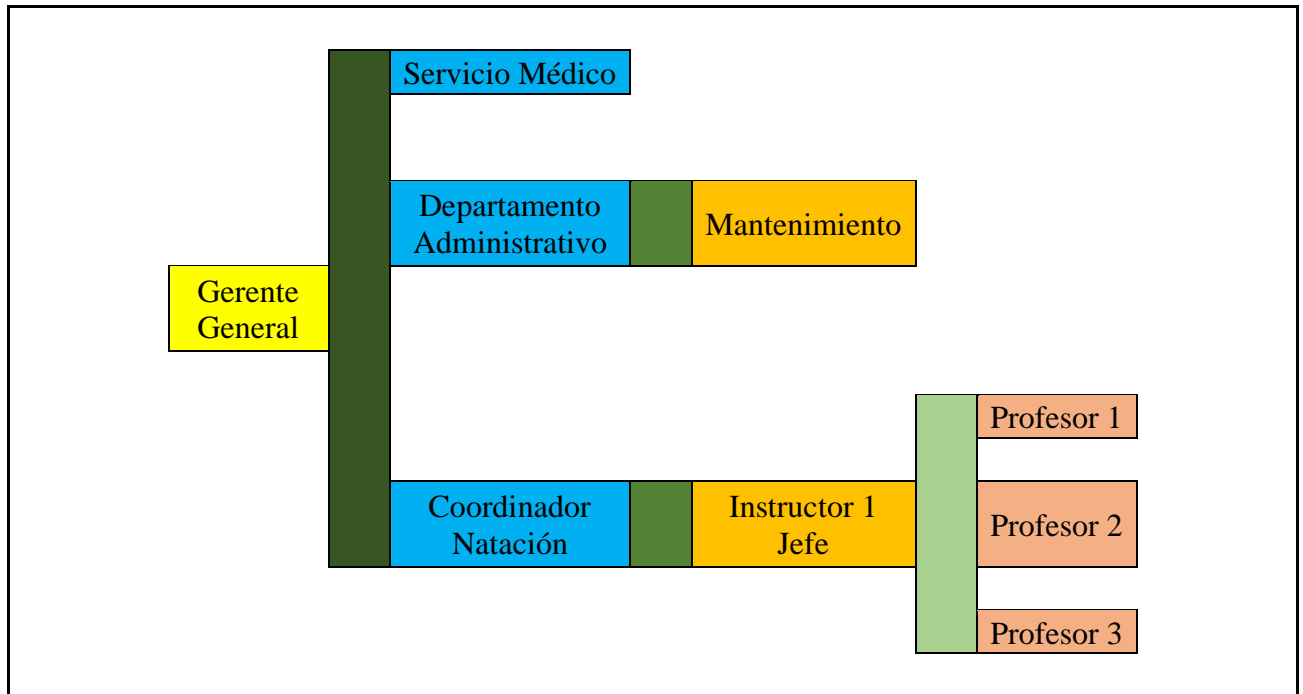 Servicio Médico
Departamento
Administrativo
Mantenimiento
Gerente
General
Profesor 1
Coordinador
Natación
Instructor 1
Jefe
Profesor 2
Profesor 3